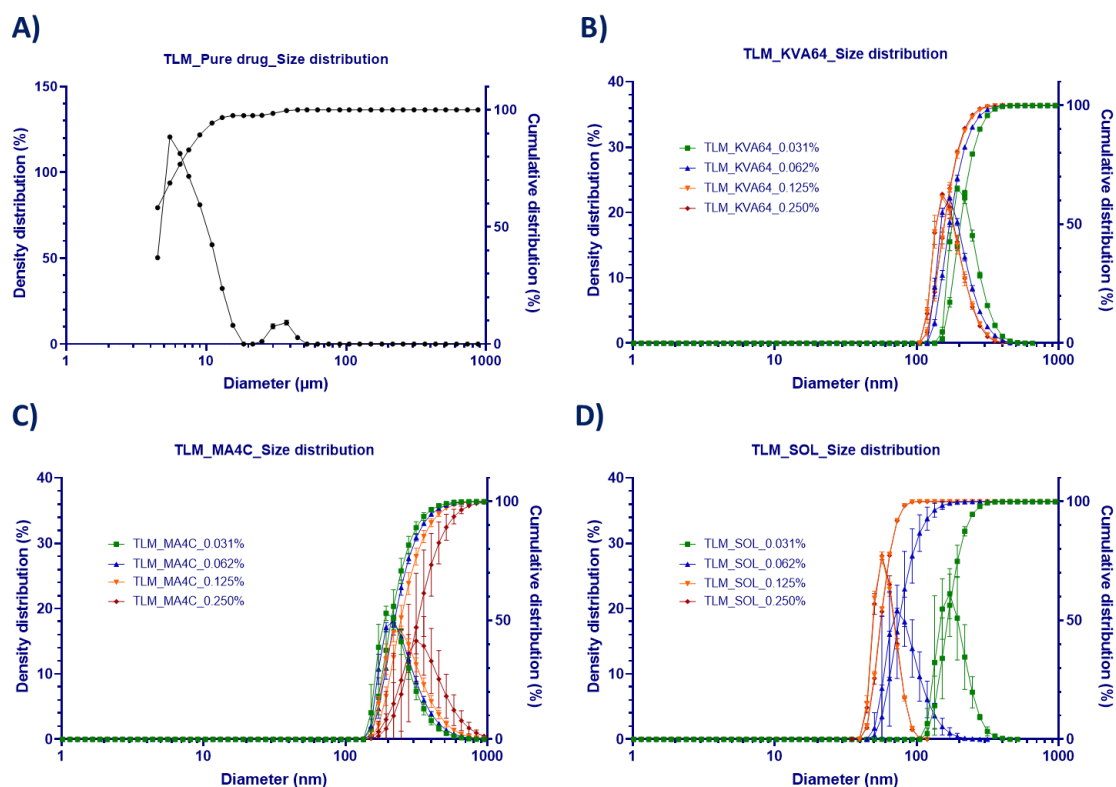 A)
TLM_Pure drug_Size distribution
Density distribution (%)
150
100
50
0
Cumulative distribution (%)
100
50
0
1 10 100 1000
Diameter (µm)
B)
TLM_KVA64_Size distribution
Density distribution (%)
40
30
20
10
0
Cumulative distribution (%)
100
50
0
TLM_KVA64_0.031%
TLM_KVA64_0.062%
TLM_KVA64_0.125%
TLM_KVA64_0.250%
1 10 100 1000
Diameter (nm)
C)
TLM_MA4C_Size distribution
Density distribution (%)
40
30
20
10
0
Cumulative distribution (%)
100
50
0
TLM_MA4C_0.031%
TLM_MA4C_0.062%
TLM_MA4C_0.125%
TLM_MA4C_0.250%
1 10 100 1000
Diameter (nm)
D)
TLM_SOL_Size distribution
Density distribution (%)
40
30
20
10
0
Cumulative distribution (%)
100
50
0
TLM_SOL_0.031%
TLM_SOL_0.062%
TLM_SOL_0.125%
TLM_SOL_0.250%
1 10 100 1000
Diameter (nm)